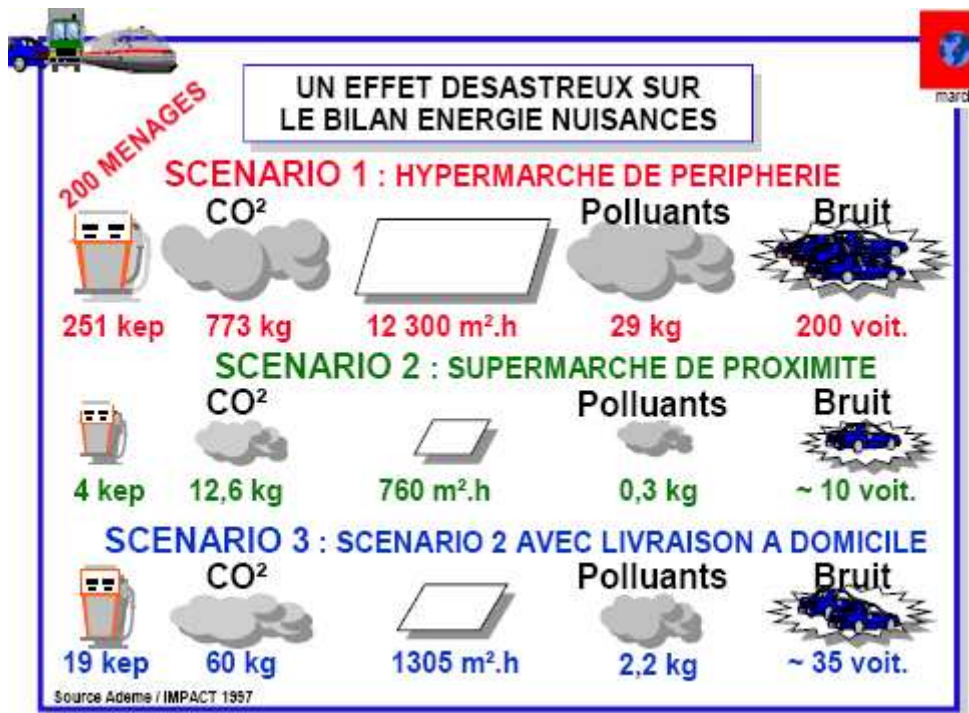 mard
UN EFFET DESASTREUX SUR
LE BILAN ENERGIE NUISANCES
200 MENAGES
SCENARIO 1 : HYPERMARCHE DE PERIPHERIE
CO² Polluants Bruit
251 kep 773 kg 12 300 m².h 29 kg 200 voit.
SCENARIO 2 : SUPERMARCHE DE PROXIMITE
CO² Polluants Bruit
4 kep 12,6 kg 760 m².h 0,3 kg ~ 10 voit.
SCENARIO 3 : SCENARIO 2 AVEC LIVRAISON A DOMICILE
CO² Polluants Bruit
19 kep 60 kg 1305 m².h 2,2 kg ~ 35 voit.
Source Ademe / IMPACT 1997